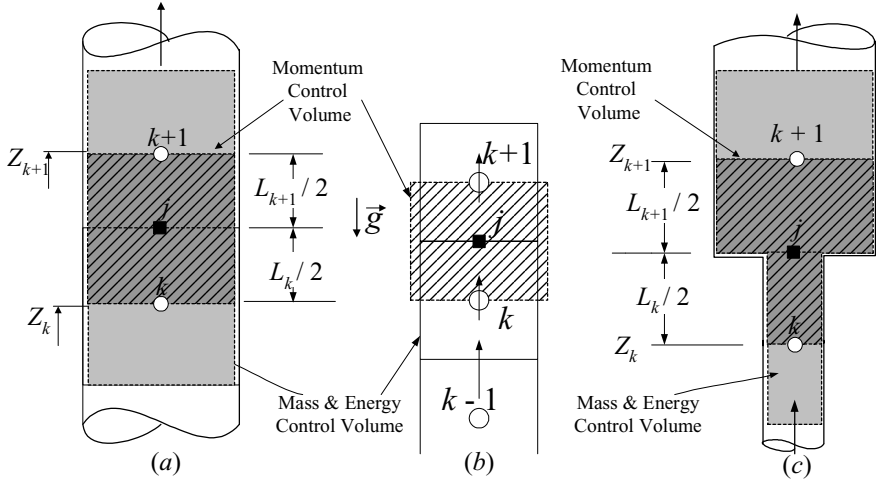 Momentum
Control
Volume
k+1
Z_{k+1}
L_{k+1} / 2
j
L_k / 2
k
Z_k
g
k+1
j
k
k - 1
Mass & Energy
Control Volume
Momentum
Control
Volume
k + 1
Z_{k+1}
L_{k+1} / 2
j
L_k / 2
k
Z_k
Mass & Energy
Control Volume
(a)
(b)
(c)